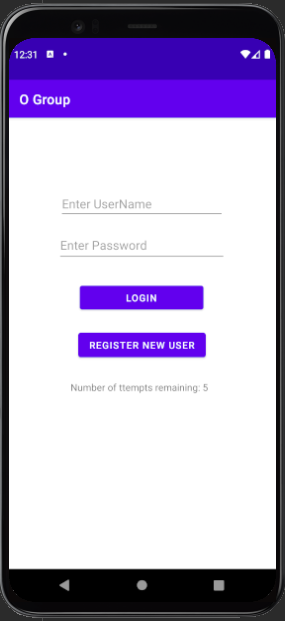 12:31
O Group
Enter UserName
Enter Password
LOGIN
REGISTER NEW USER
Number of ttempts remaining: 5